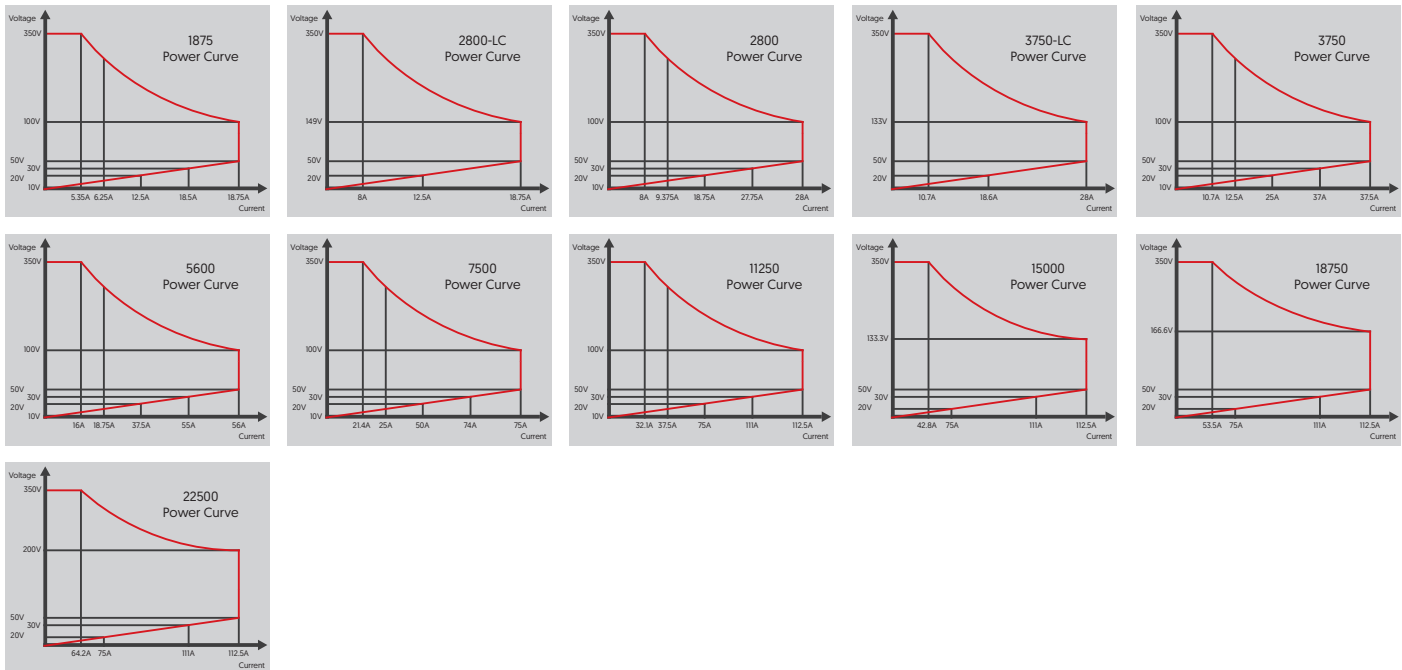 Voltage
350V
1875
Power Curve
100V
50V
30V
20V
10V
5.35A 6.25A 12.5A 18.5A 18.75A
Current
Voltage
350V
2800-LC
Power Curve
149V
50V
20V
8A 12.5A 18.75A
Current
Voltage
350V
2800
Power Curve
100V
50V
30V
20V
10V
8A 9.375A 18.75A 27.75A 28A
Current
Voltage
350V
3750-LC
Power Curve
133V
50V
20V
10.7A 18.6A 28A
Current
Voltage
350V
3750
Power Curve
100V
50V
30V
20V
10V
10.7A 12.5A 25A 37A 37.5A
Current
Voltage
350V
5600
Power Curve
100V
50V
30V
20V
10V
16A 18.75A 37.5A 55A 56A
Current
Voltage
350V
7500
Power Curve
100V
50V
30V
20V
10V
21.4A 25A 50A 74A 75A
Current
Voltage
350V
11250
Power Curve
100V
50V
30V
20V
10V
32.1A 37.5A 75A 111A 112.5A
Current
Voltage
350V
15000
Power Curve
133.3V
50V
30V
20V
42.8A 75A 111A 112.5A
Current
Voltage
350V
18750
Power Curve
166.6V
50V
30V
20V
53.5A 75A 111A 112.5A
Current
Voltage
350V
22500
Power Curve
200V
50V
30V
20V
64.2A 75A 111A 112.5A
Current